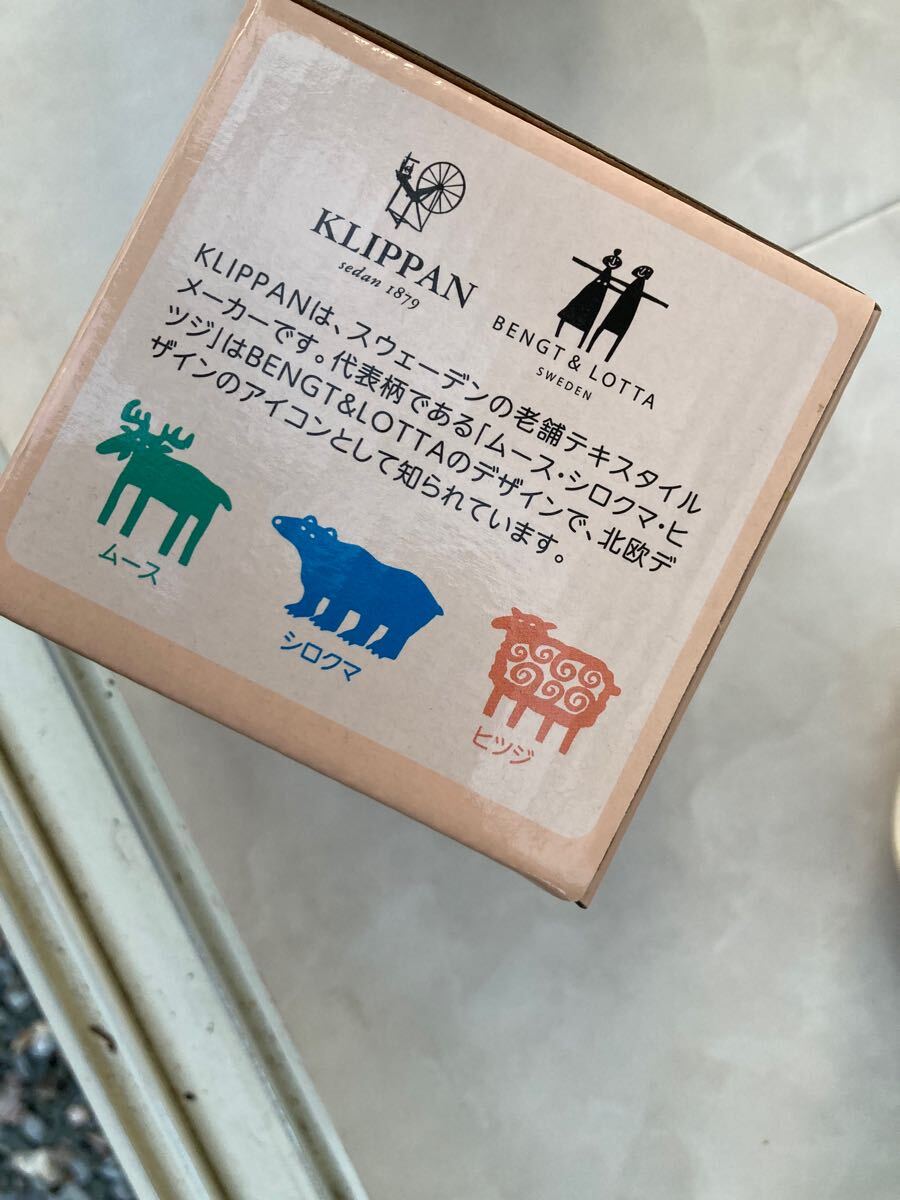 KLIPPAN
sedan 1879
BENGT & LOTTA
SWEDEN
KLIPPANは、スウェーデンの老舗テキスタイル
メーカーです。代表柄である「ムース・シロクマ・ヒ
ツジ」はBENGT&LOTTAのデザインで、北欧デ
ザインのアイコンとして知られています。
ムース
シロクマ
ヒツジ